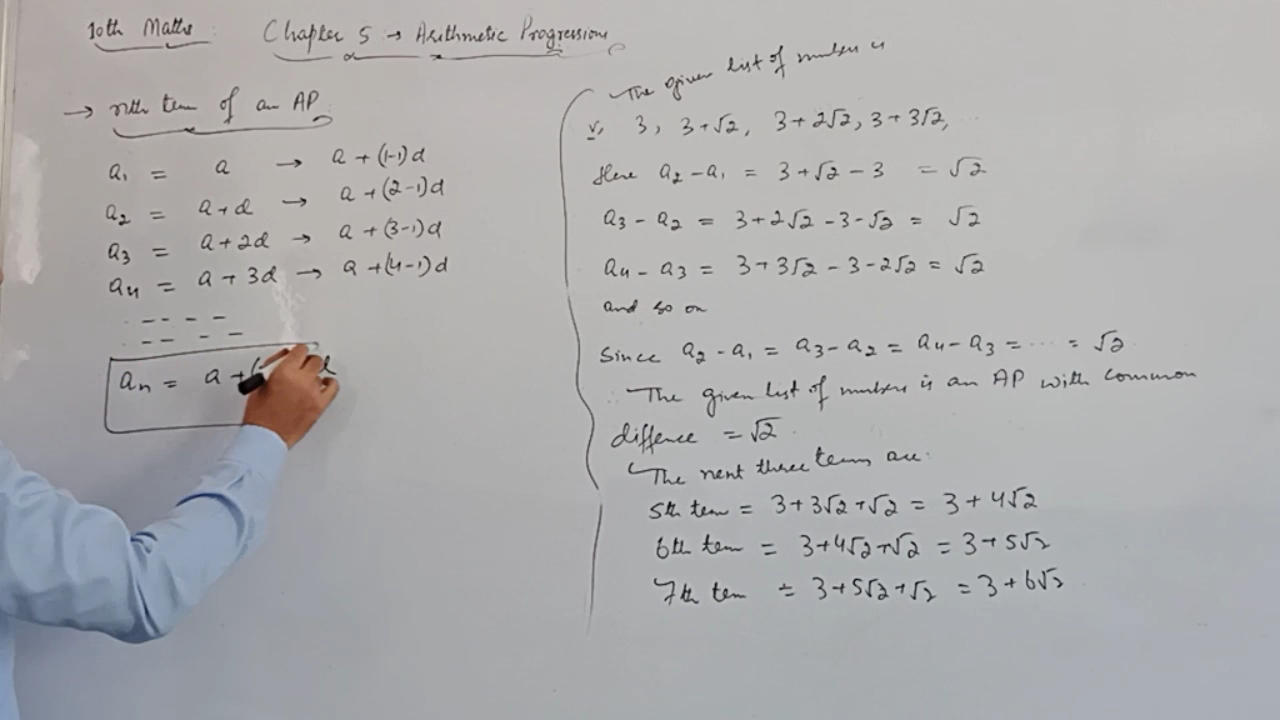 10th Maths Chapter 5 → Arithmetic Progressions
→ nth term of an AP
a₁ = a → a + (1-1)d
a₂ = a+d → a + (2-1)d
a₃ = a+2d → a + (3-1)d
a₄ = a + 3d → a + (4-1)d
-- - -
-- - -
aₙ = a + ( d
The given list of numbers is
v, 3, 3+√2, 3+2√2, 3+3√2,
Here a₂ - a₁ = 3+√2 - 3 = √2
a₃ - a₂ = 3+2√2 - 3 - √2 = √2
a₄ - a₃ = 3+3√2 - 3 - 2√2 = √2
and so on
Since a₂ - a₁ = a₃ - a₂ = a₄ - a₃ = ... = √2
∴ The given list of numbers is an AP with common
diffence = √2
The next three terms are:
5th term = 3+3√2+√2 = 3+4√2
6th term = 3+4√2+√2 = 3+5√2
7th term = 3+5√2+√2 = 3+6√2